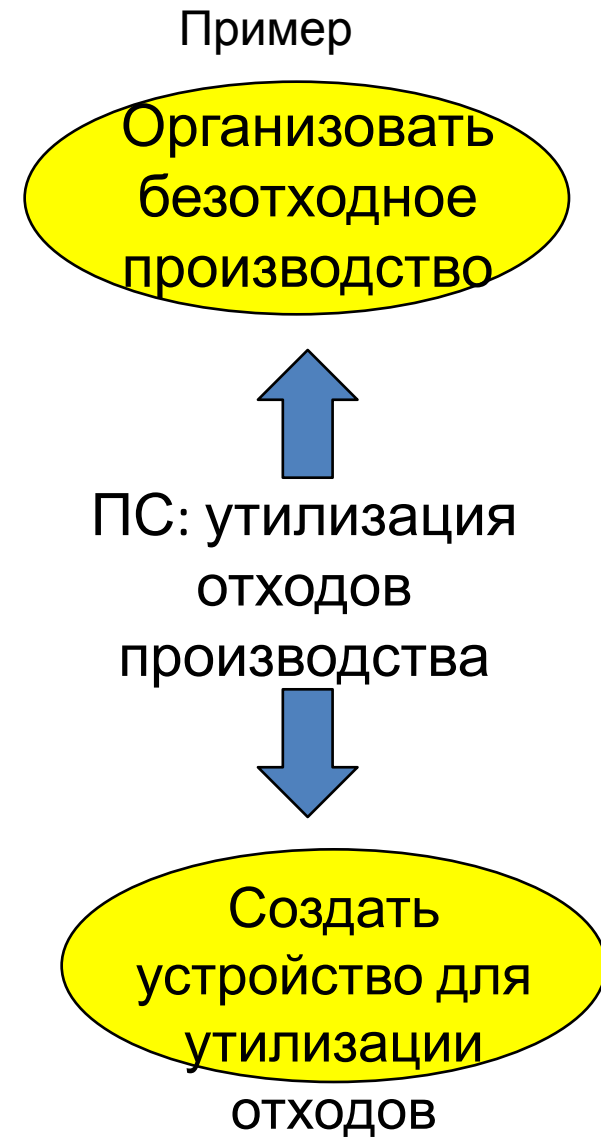 Пример
Организовать
безотходное
производство
ПС: утилизация
отходов
производства
Создать
устройство для
утилизации
отходов